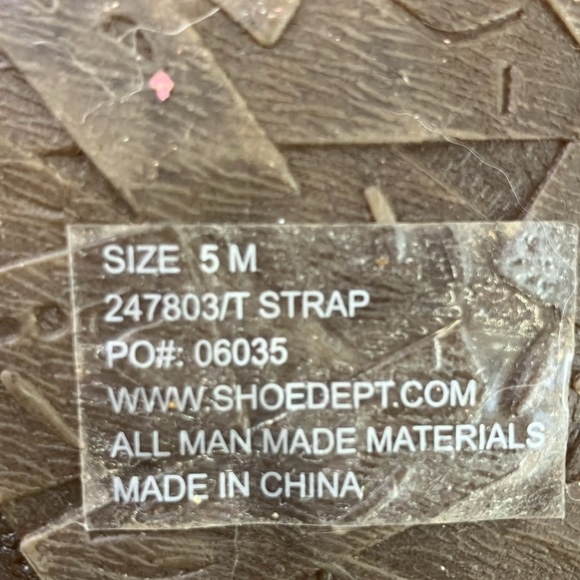 SIZE 5 M
247803/T STRAP
PO#: 06035
WWW.SHOEDEPT.COM
ALL MAN MADE MATERIALS
MADE IN CHINA